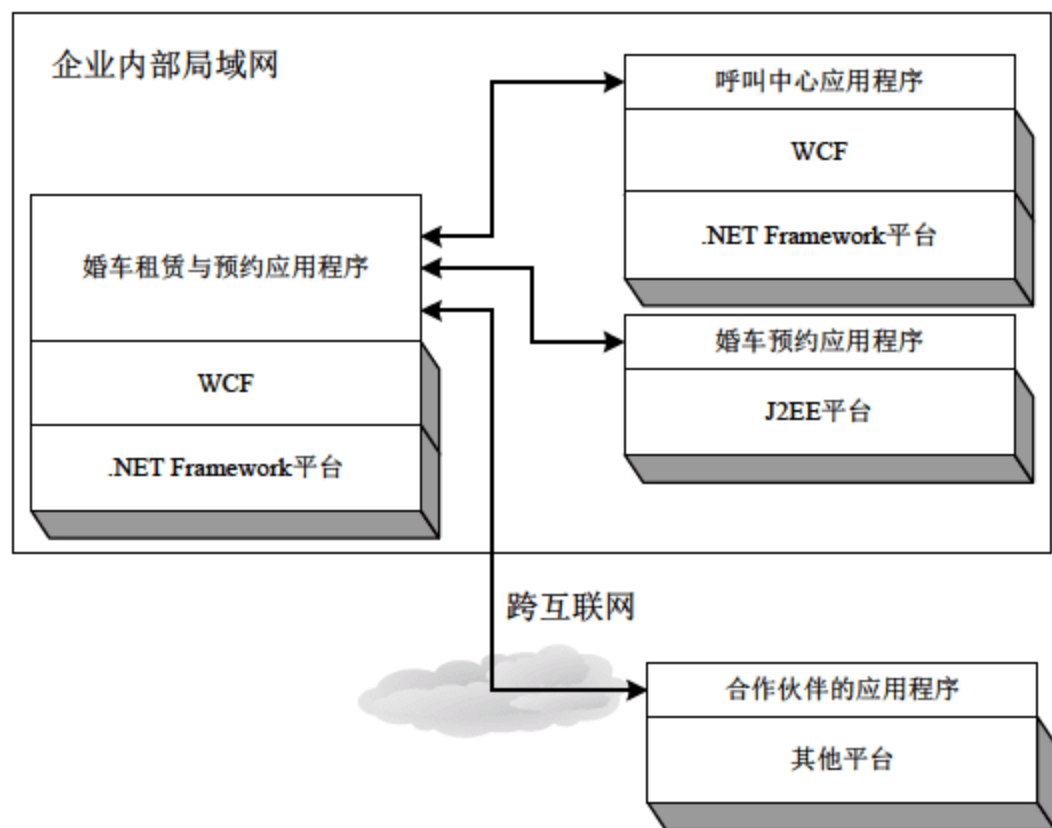 企业内部局域网
呼叫中心应用程序
WCF
.NET Framework平台
婚车租赁与预约应用程序
WCF
.NET Framework平台
婚车预约应用程序
J2EE平台
跨互联网
合作伙伴的应用程序
其他平台